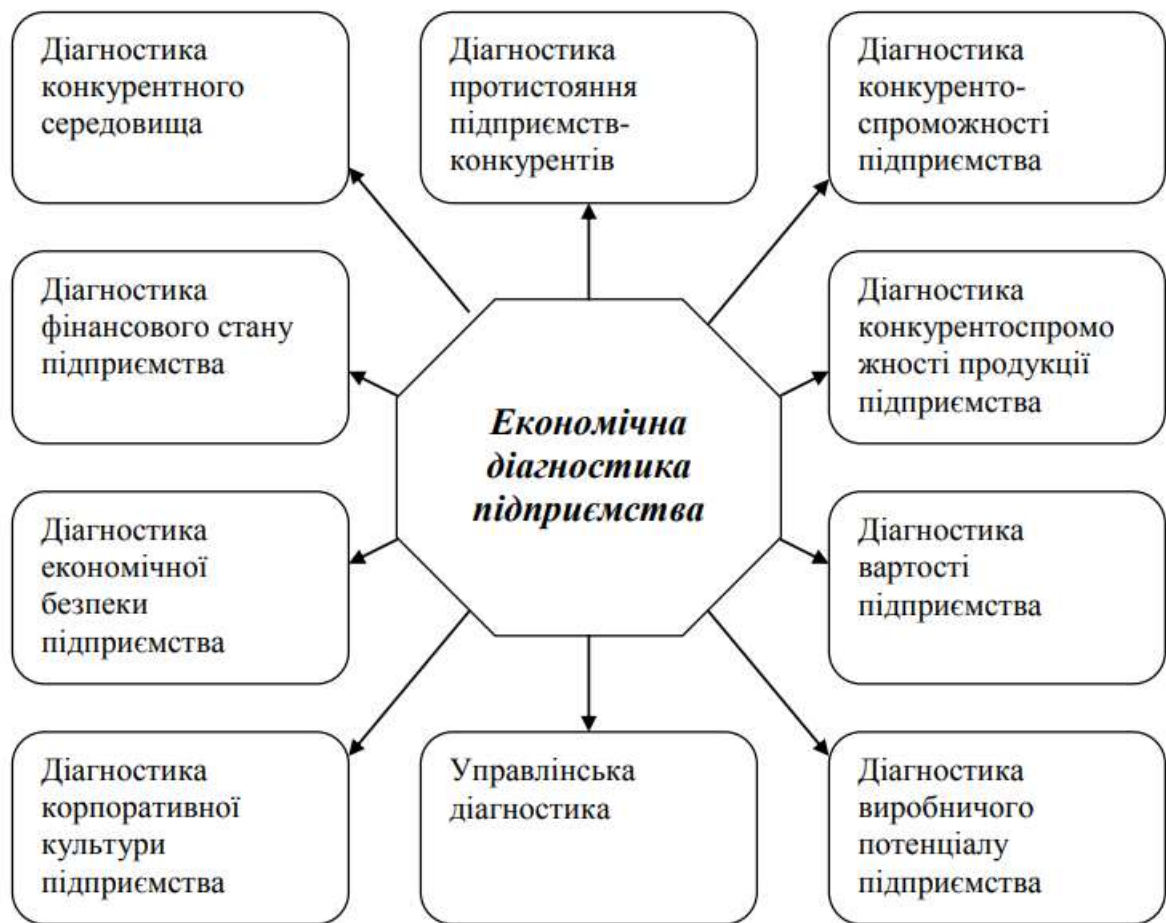 Діагностика
конкурентного
середовища
Діагностика
протистояння
підприємств-
конкурентів
Діагностика
конкуренто-
спроможності
підприємства
Діагностика
фінансового стану
підприємства
Діагностика
конкурентоспромо
жності продукції
підприємства
Економічна
діагностика
підприємства
Діагностика
економічної
безпеки
підприємства
Діагностика
вартості
підприємства
Діагностика
корпоративної
культури
підприємства
Управлінська
діагностика
Діагностика
виробничого
потенціалу
підприємства